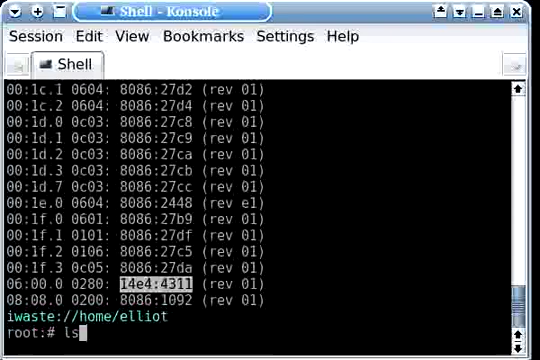 Shell - Konsole
Session Edit View Bookmarks Settings Help
Shell
00:1c.1 0604: 8086:27d2 (rev 01)
00:1c.2 0604: 8086:27d4 (rev 01)
00:1d.0 0c03: 8086:27c8 (rev 01)
00:1d.1 0c03: 8086:27c9 (rev 01)
00:1d.2 0c03: 8086:27ca (rev 01)
00:1d.3 0c03: 8086:27cb (rev 01)
00:1d.7 0c03: 8086:27cc (rev 01)
00:1e.0 0604: 8086:2448 (rev e1)
00:1f.0 0601: 8086:27b9 (rev 01)
00:1f.1 0101: 8086:27df (rev 01)
00:1f.2 0106: 8086:27c5 (rev 01)
00:1f.3 0c05: 8086:27da (rev 01)
06:00.0 0280: 14e4:4311 (rev 01)
08:08.0 0200: 8086:1092 (rev 01)
iwaste://home/elliot
root:# ls